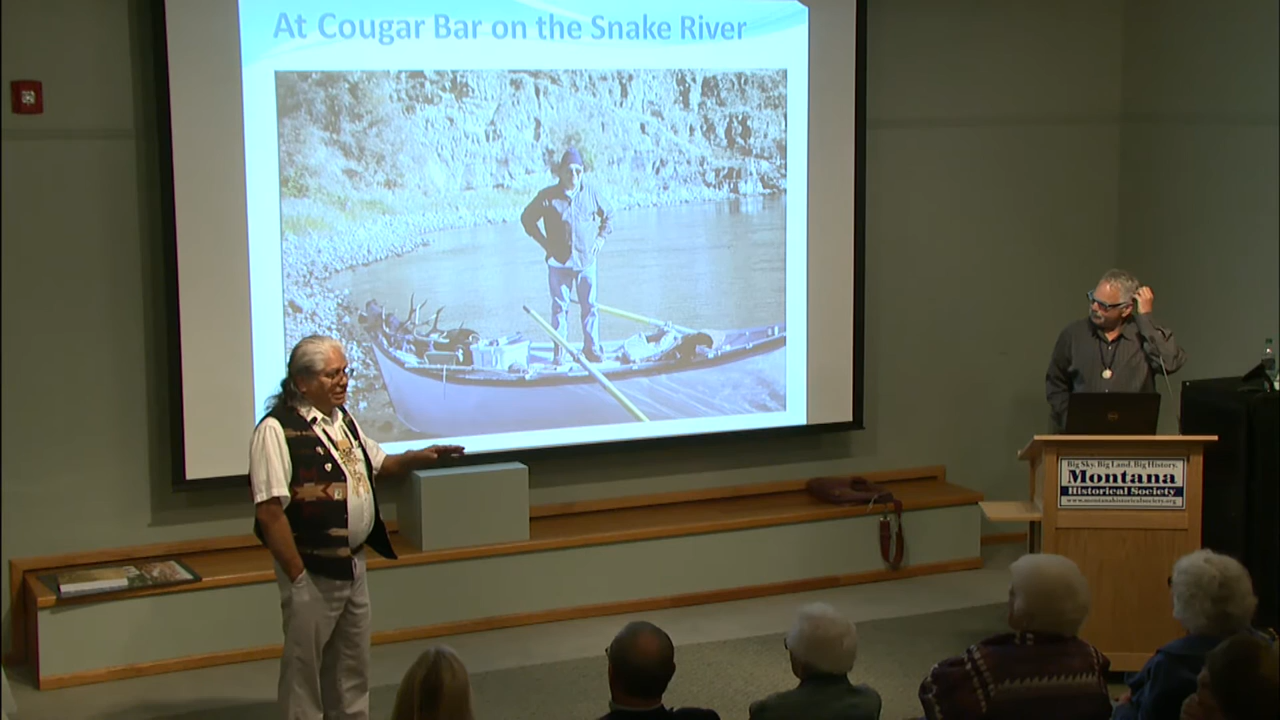 At Cougar Bar on the Snake River
Big Sky. Big Land. Big History.
Montana
Historical Society
www.montanahistoricalsociety.org